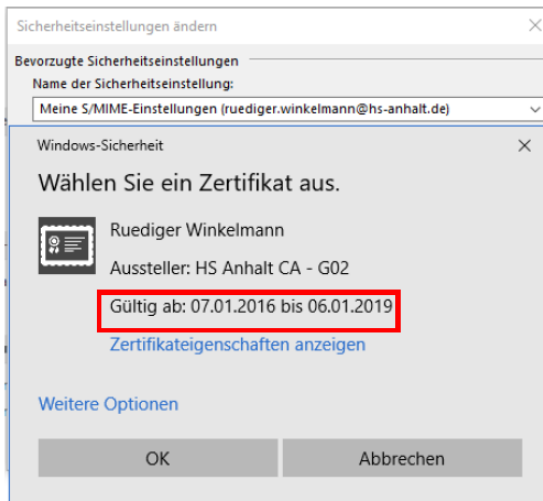 Sicherheitseinstellungen ändern
Bevorzugte Sicherheitseinstellungen
Name der Sicherheitseinstellung:
Meine S/MIME-Einstellungen (ruediger.winkelmann@hs-anhalt.de)
Windows-Sicherheit
Wählen Sie ein Zertifikat aus.
Ruediger Winkelmann
Aussteller: HS Anhalt CA - G02
Gültig ab: 07.01.2016 bis 06.01.2019
Zertifikateigenschaften anzeigen
Weitere Optionen
OK
Abbrechen